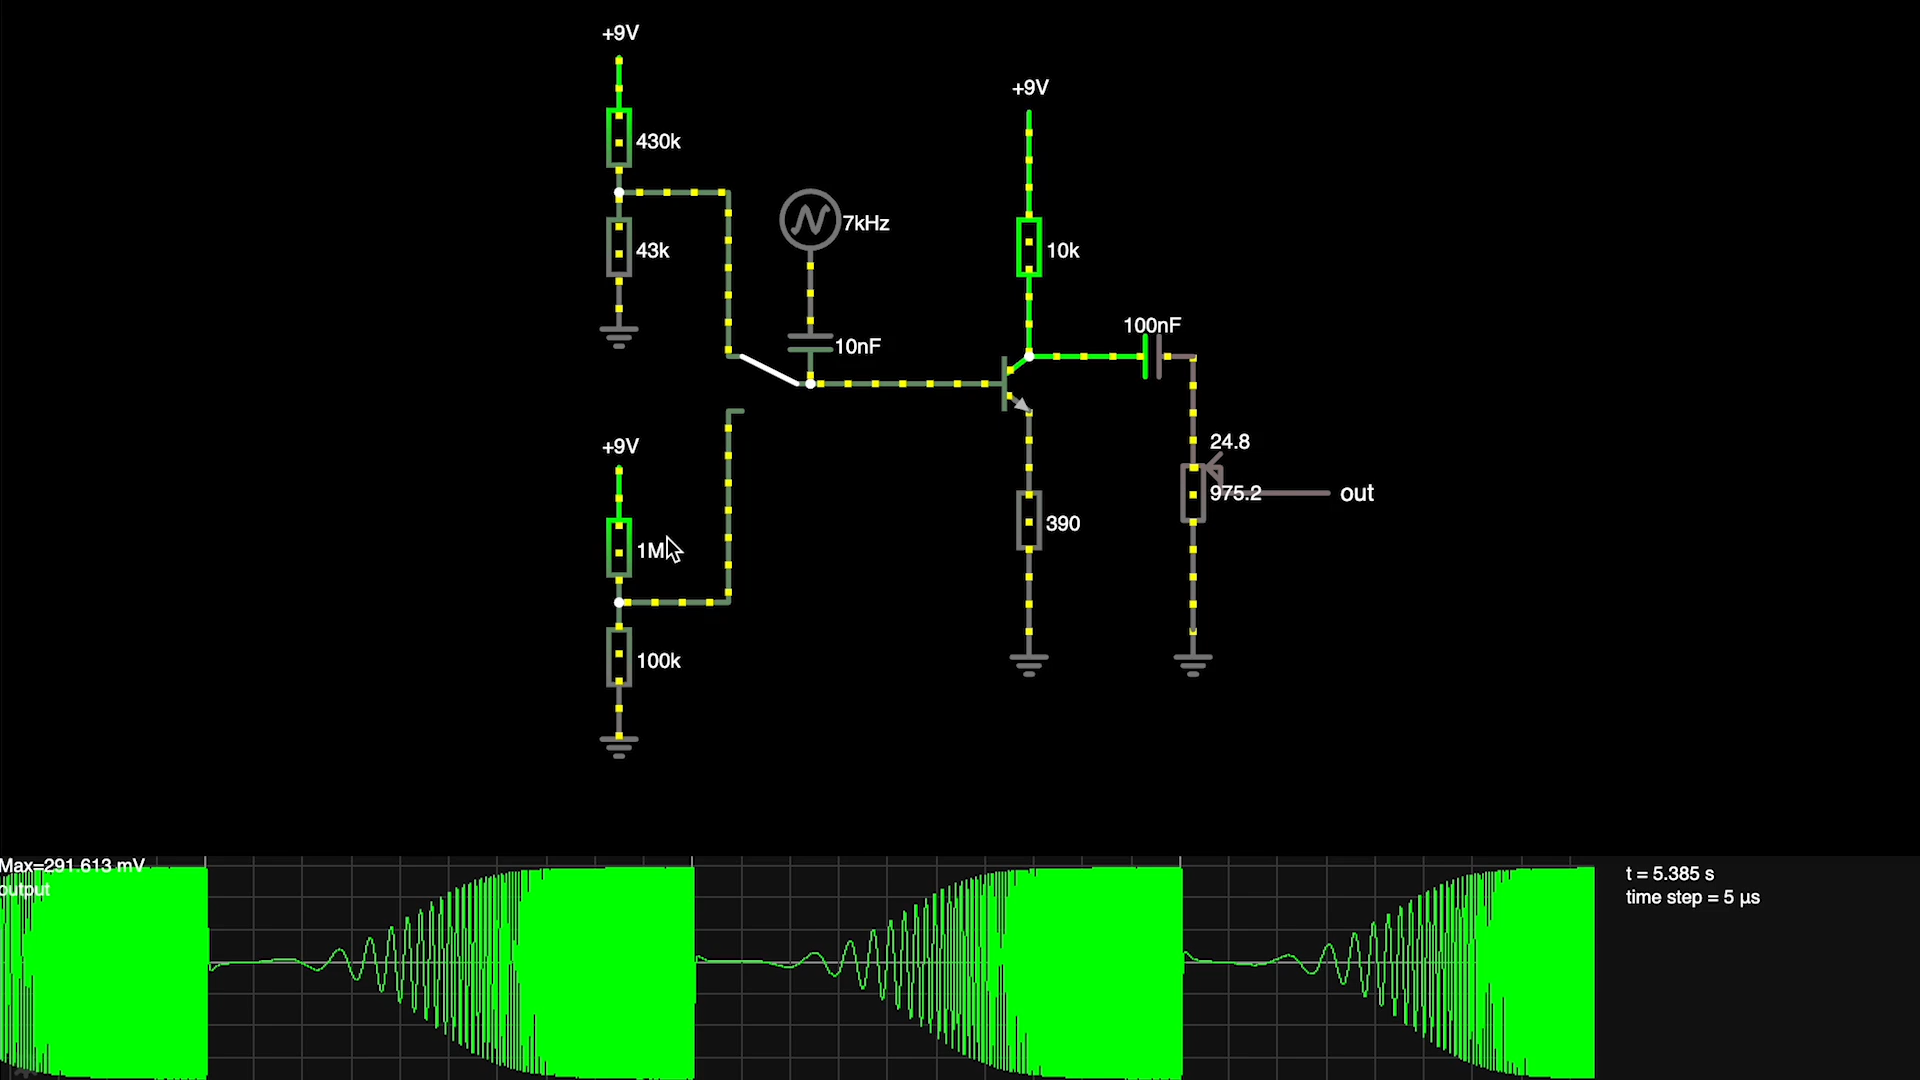 +9V
+9V
430k
7kHz
43k
10k
100nF
10nF
24.8
+9V
975.2
out
390
1M
100k
Max=291.613 mV
output
t = 5.385 s
time step = 5 µs